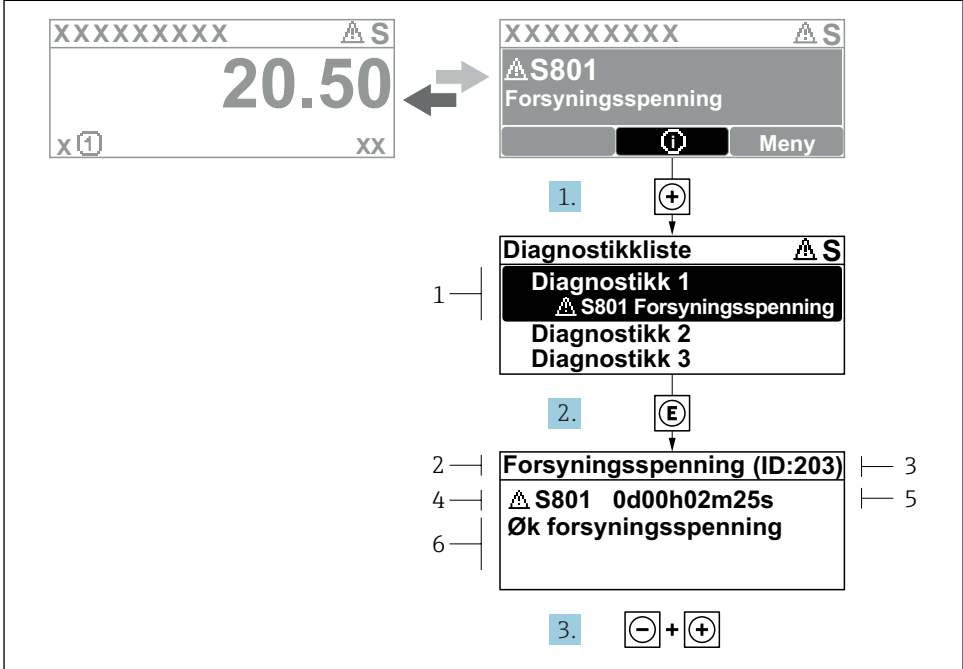 XXXXXXXXX ⚠ S
20.50
x 1 XX
XXXXXXXXX ⚠ S
⚠ S801
Forsyningsspenning
i Meny
1. +
Diagnostikkliste ⚠ S
1 Diagnostikk 1
⚠ S801 Forsyningsspenning
Diagnostikk 2
Diagnostikk 3
2. E
2 Forsyningsspenning (ID:203) 3
4 ⚠ S801 0d00h02m25s 5
6 Øk forsyningsspenning
3. - + +